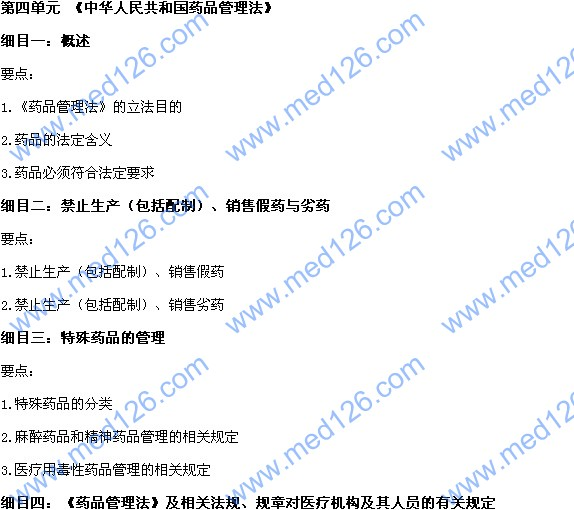 第四单元 《中华人民共和国药品管理法》
细目一：概述
要点：
1.《药品管理法》的立法目的
2.药品的法定含义
3.药品必须符合法定要求
细目二：禁止生产（包括配制）、销售假药与劣药
要点：
1.禁止生产（包括配制）、销售假药
2.禁止生产（包括配制）、销售劣药
细目三：特殊药品的管理
要点：
1.特殊药品的分类
2.麻醉药品和精神药品管理的相关规定
3.医疗用毒性药品管理的相关规定
细目四：《药品管理法》及相关法规、规章对医疗机构及其人员的有关规定
www.med126.com
www.med126.com
www.med126.com
www.med126.com
www.med126.com
www.med126.com
www.med126.com
www.med126.com
www.med126.com